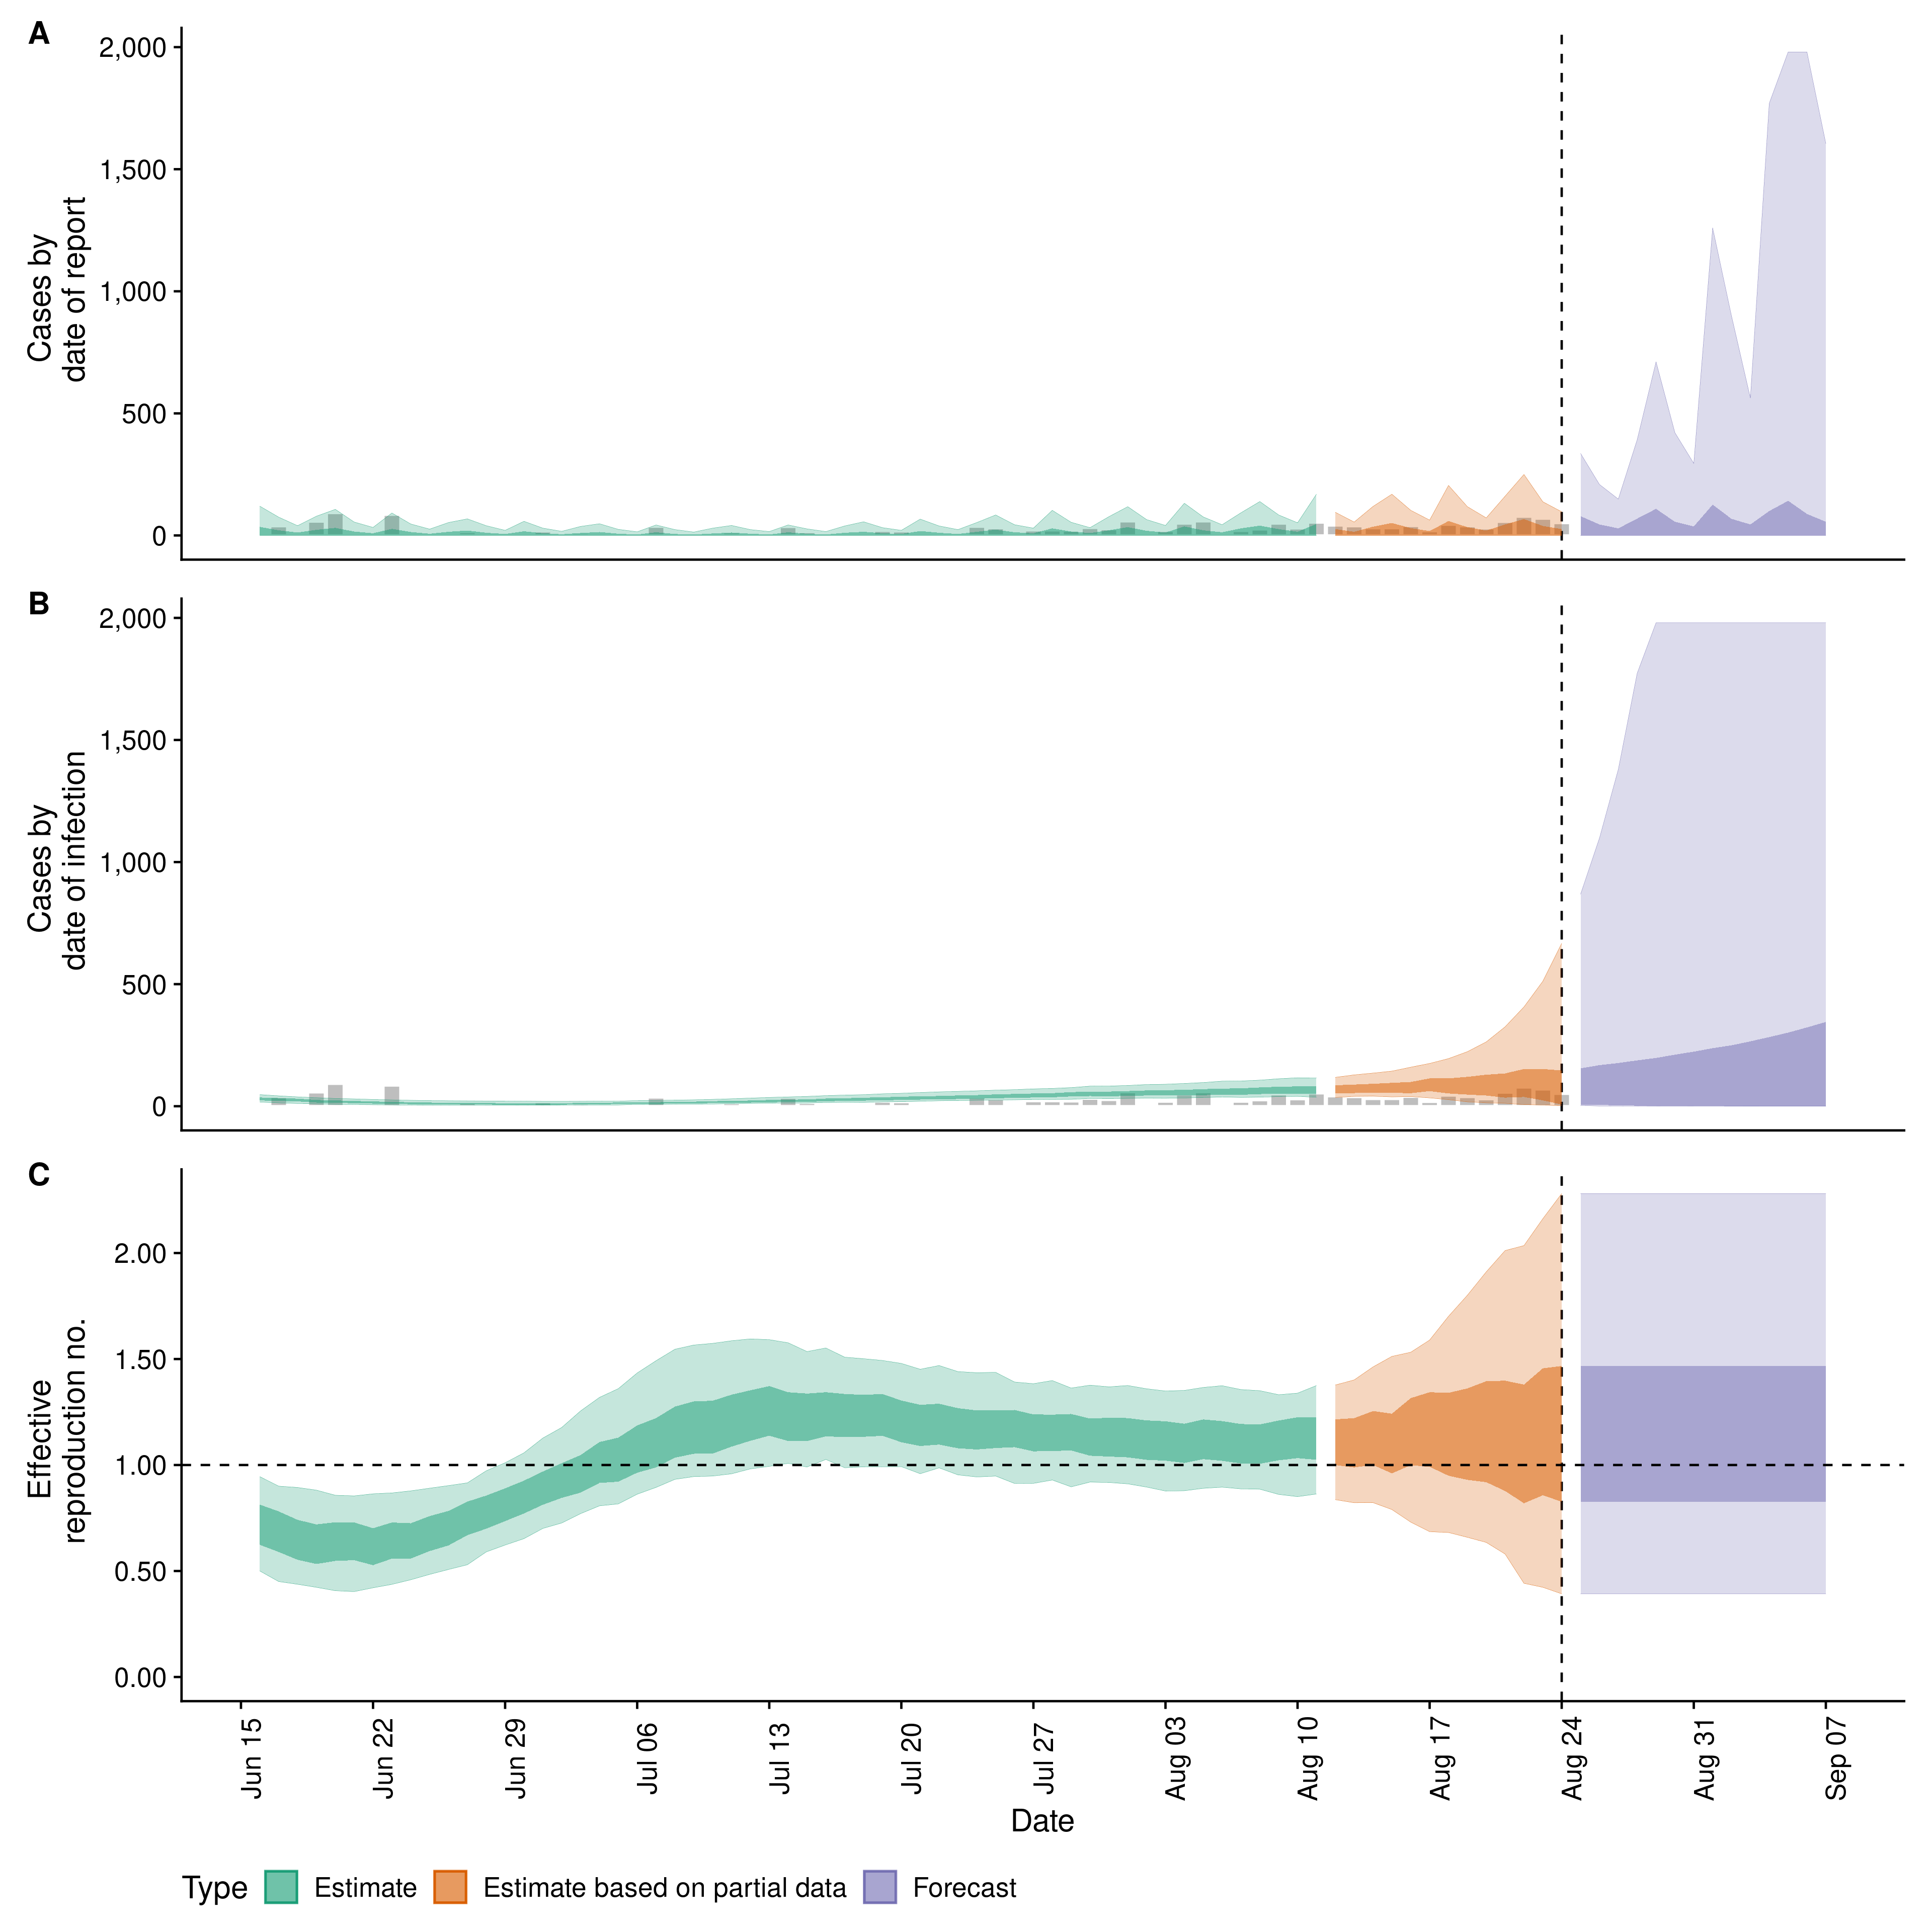 A
2,000
1,500
1,000
500
0
Cases by
date of report
B
2,000
1,500
1,000
500
0
Cases by
date of infection
C
2.00
1.50
1.00
0.50
0.00
Effective
reproduction no.
Jun 15
Jun 22
Jun 29
Jul 06
Jul 13
Jul 20
Jul 27
Aug 03
Aug 10
Aug 17
Aug 24
Aug 31
Sep 07
Date
Type
Estimate
Estimate based on partial data
Forecast